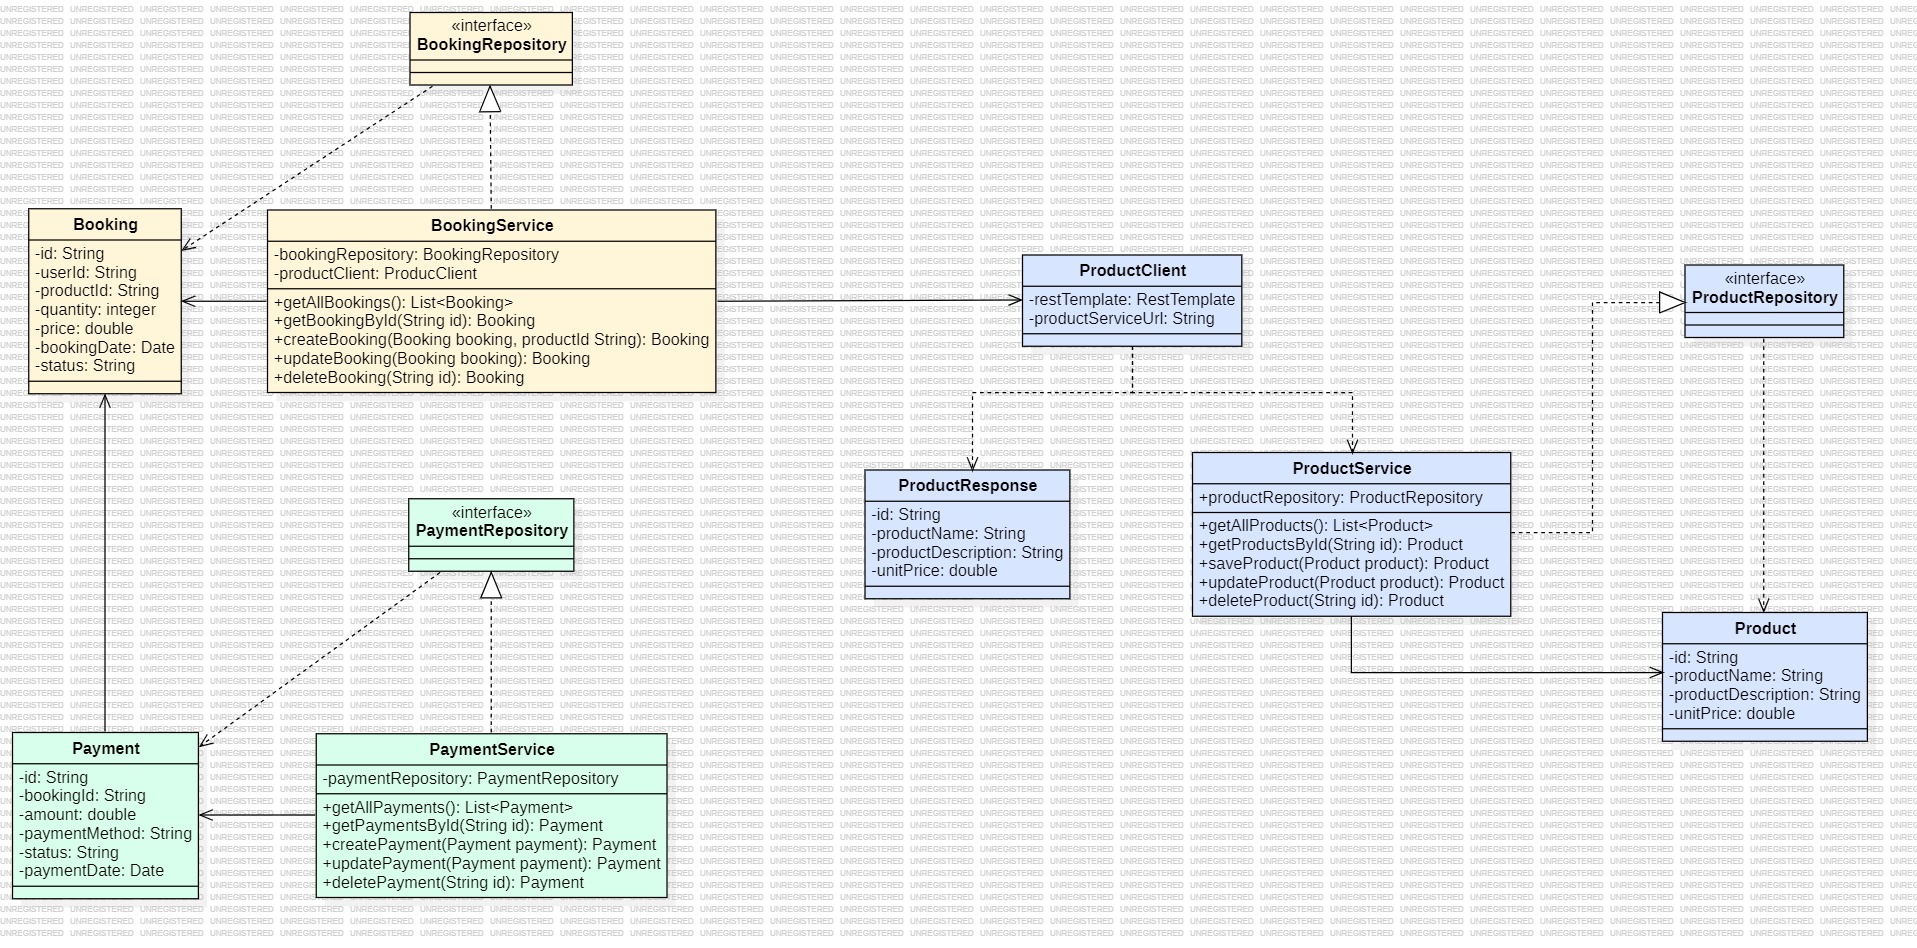 «interface»
BookingRepository
Booking
-id: String
-userId: String
-productId: String
-quantity: integer
-price: double
-bookingDate: Date
-status: String
BookingService
-bookingRepository: BookingRepository
-productClient: ProducClient
+getAllBookings(): List<Booking>
+getBookingById(String id): Booking
+createBooking(Booking booking, productId String): Booking
+updateBooking(Booking booking): Booking
+deleteBooking(String id): Booking
ProductClient
-restTemplate: RestTemplate
-productServiceUrl: String
«interface»
ProductRepository
«interface»
PaymentRepository
ProductResponse
-id: String
-productName: String
-productDescription: String
-unitPrice: double
ProductService
+productRepository: ProductRepository
+getAllProducts(): List<Product>
+getProductsById(String id): Product
+saveProduct(Product product): Product
+updateProduct(Product product): Product
+deleteProduct(String id): Product
Product
-id: String
-productName: String
-productDescription: String
-unitPrice: double
Payment
-id: String
-bookingId: String
-amount: double
-paymentMethod: String
-status: String
-paymentDate: Date
PaymentService
-paymentRepository: PaymentRepository
+getAllPayments(): List<Payment>
+getPaymentsById(String id): Payment
+createPayment(Payment payment): Payment
+updatePayment(Payment payment): Payment
+deletePayment(String id): Payment
UNREGISTERED